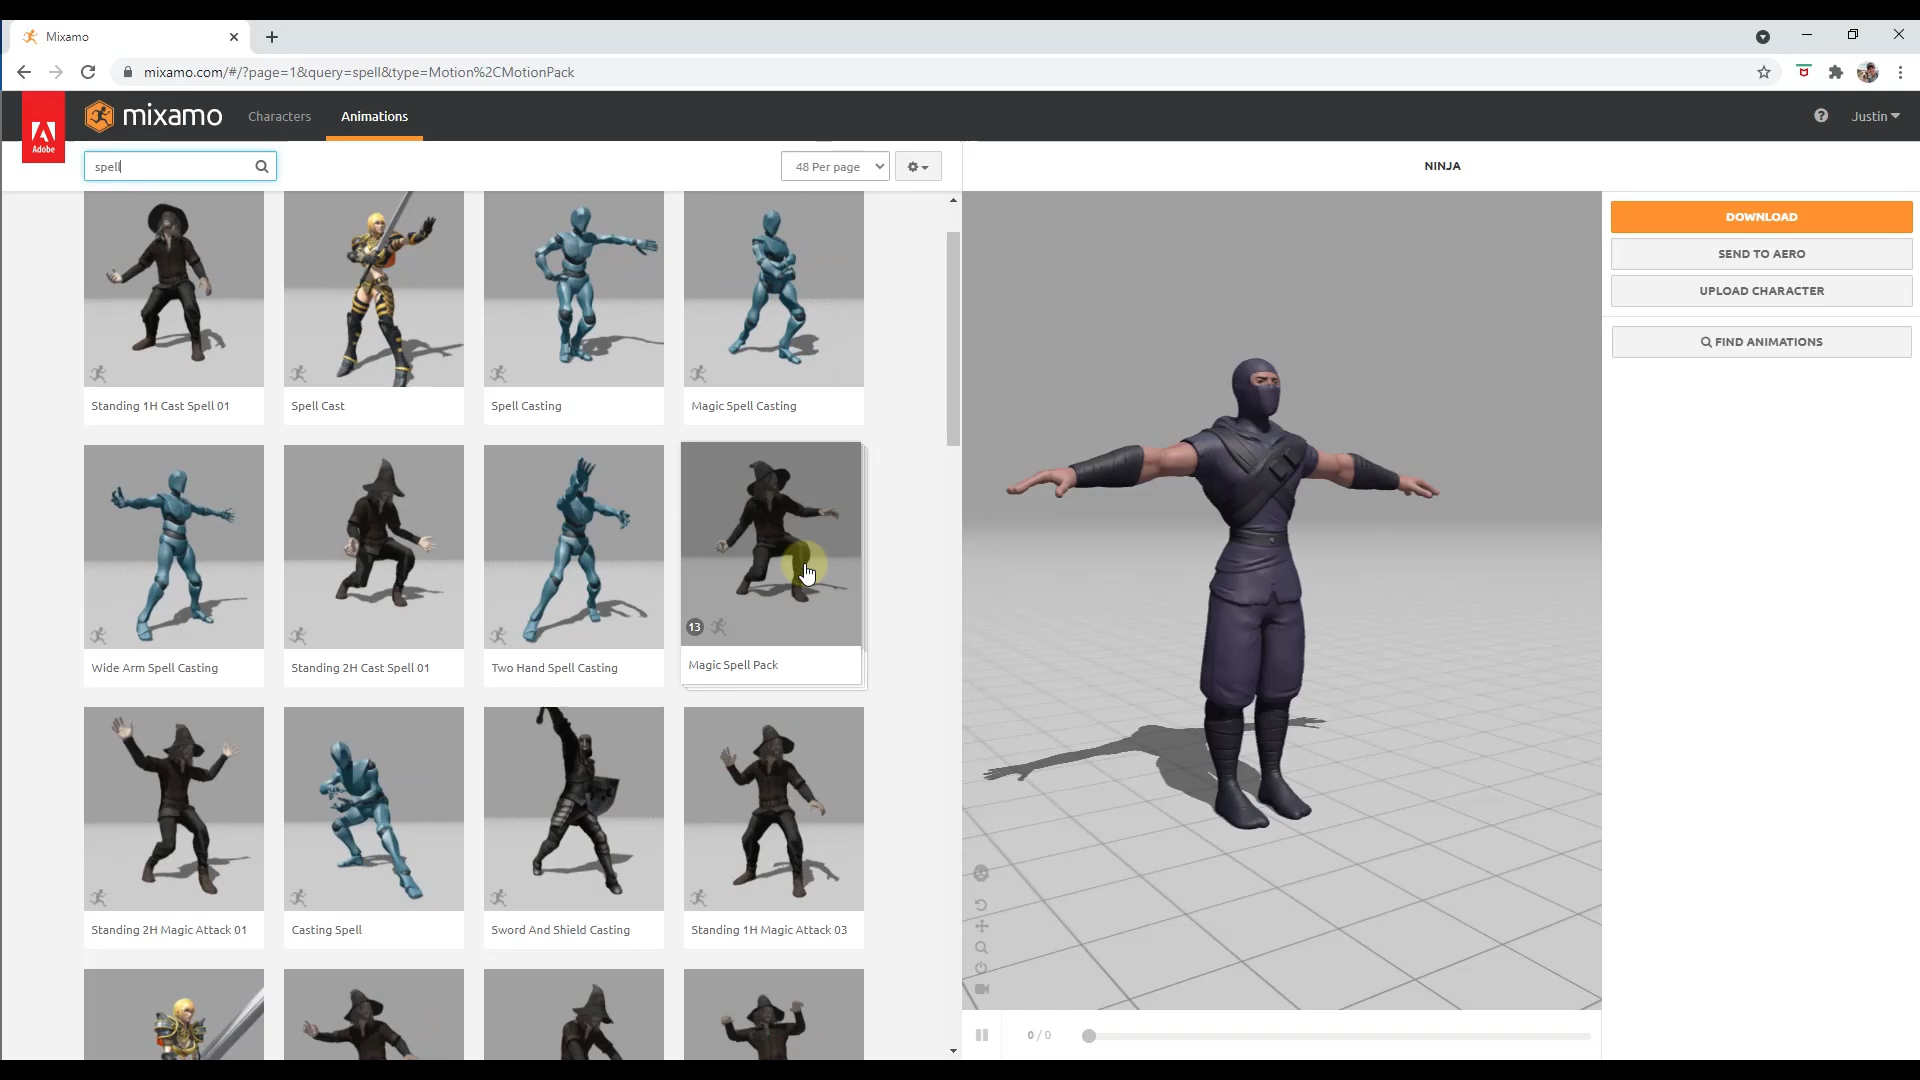 Mixamo
mixamo.com/#/?page=1&query=spell&type=Motion%2CMotionPack
Adobe
mixamo
Characters
Animations
Justin
spell
48 Per page
NINJA
Standing 1H Cast Spell 01
Spell Cast
Spell Casting
Magic Spell Casting
Wide Arm Spell Casting
Standing 2H Cast Spell 01
Two Hand Spell Casting
13
Magic Spell Pack
Standing 2H Magic Attack 01
Casting Spell
Sword And Shield Casting
Standing 1H Magic Attack 03
DOWNLOAD
SEND TO AERO
UPLOAD CHARACTER
FIND ANIMATIONS
0 / 0